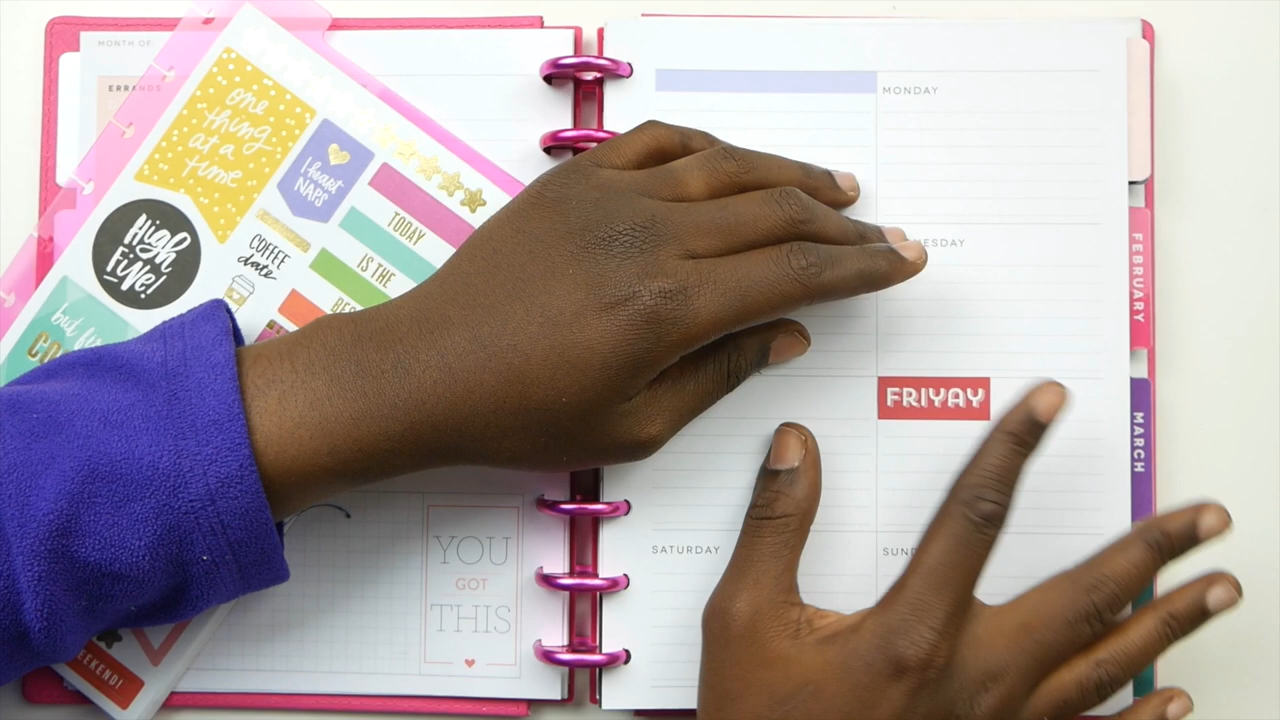 MONTH OF:
ERRANDS
one
thing
at a
time
I heart
NAPS
High
Five!
COFFEE
date
TODAY
IS THE
YOU
GOT
THIS
MONDAY
FRIYAY
SATURDAY
FEBRUARY
MARCH